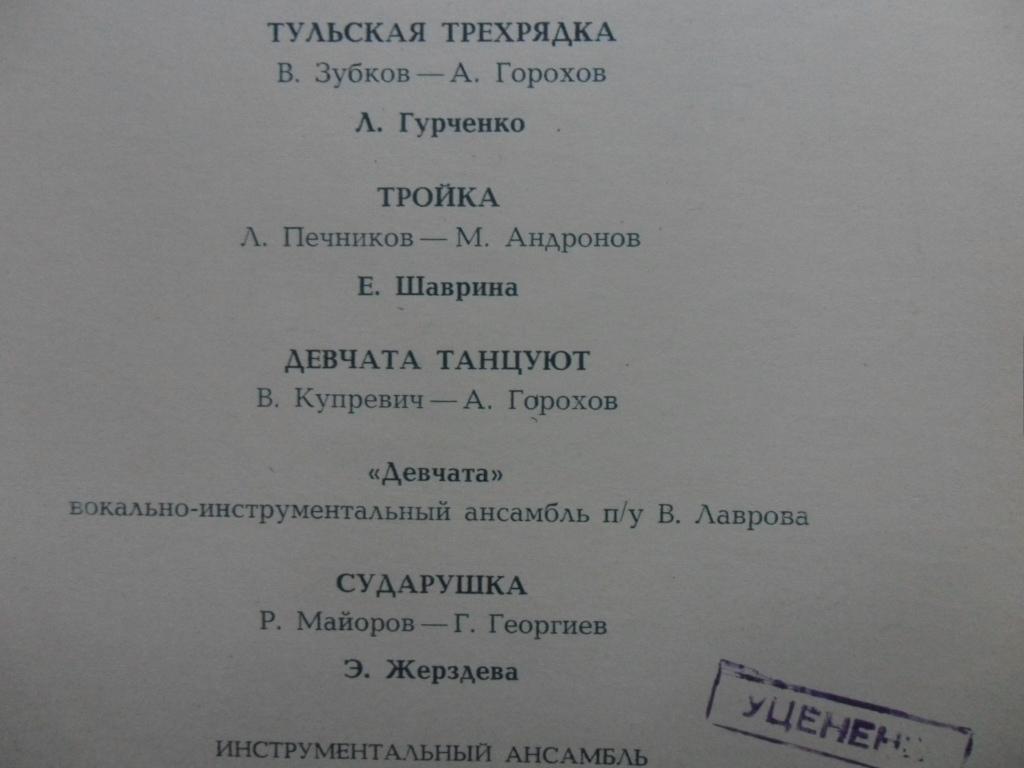 ТУЛЬСКАЯ ТРЕХРЯДКА
В. Зубков — А. Горохов
Л. Гурченко
ТРОЙКА
Л. Печников — М. Андронов
Е. Шаврина
ДЕВЧАТА ТАНЦУЮТ
В. Купревич — А. Горохов
«Девчата»
вокально-инструментальный ансамбль п/у В. Лаврова
СУДАРУШКА
Р. Майоров — Г. Георгиев
Э. Жерздева
УЦЕНЕНО
ИНСТРУМЕНТАЛЬНЫЙ АНСАМБЛЬ